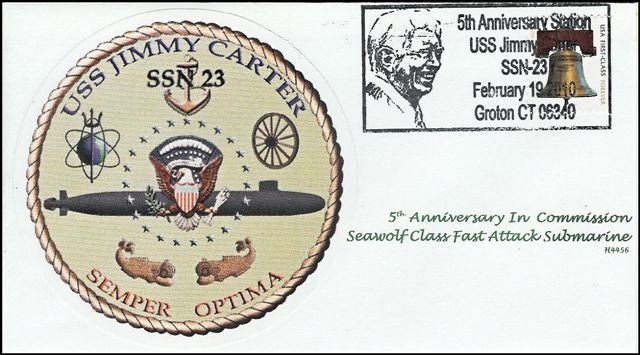 USS JIMMY CARTER
SSN 23
SEMPER OPTIMA
5th Anniversary Station
USS Jimmy
SSN-23
February 19 2010
Groton CT 06340
USA FIRST-CLASS FOREVER
5th Anniversary In Commission
Seawolf Class Fast Attack Submarine
H4456